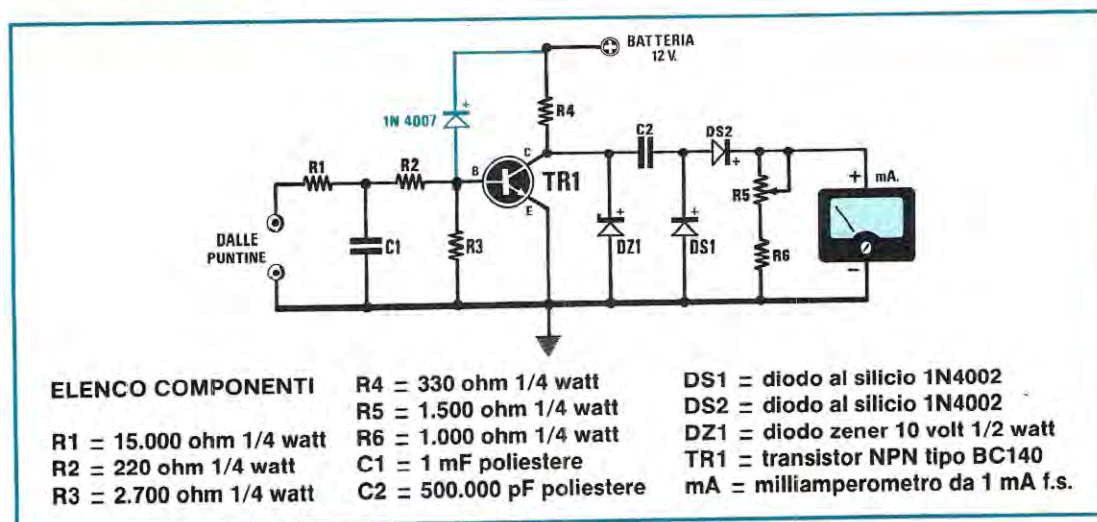 BATTERIA
12 V.
1N 4007
R4
C2
DS2
R1
R2
B
C
TR1
E
+
mA.
R5
DALLE
PUNTINE
C1
R3
+
DZ1
+
DS1
+
R6
−
+
ELENCO COMPONENTI
R1 = 15.000 ohm 1/4 watt
R2 = 220 ohm 1/4 watt
R3 = 2.700 ohm 1/4 watt
R4 = 330 ohm 1/4 watt
R5 = 1.500 ohm 1/4 watt
R6 = 1.000 ohm 1/4 watt
C1 = 1 mF poliestere
C2 = 500.000 pF poliestere
DS1 = diodo al silicio 1N4002
DS2 = diodo al silicio 1N4002
DZ1 = diodo zener 10 volt 1/2 watt
TR1 = transistor NPN tipo BC140
mA = milliamperometro da 1 mA f.s.